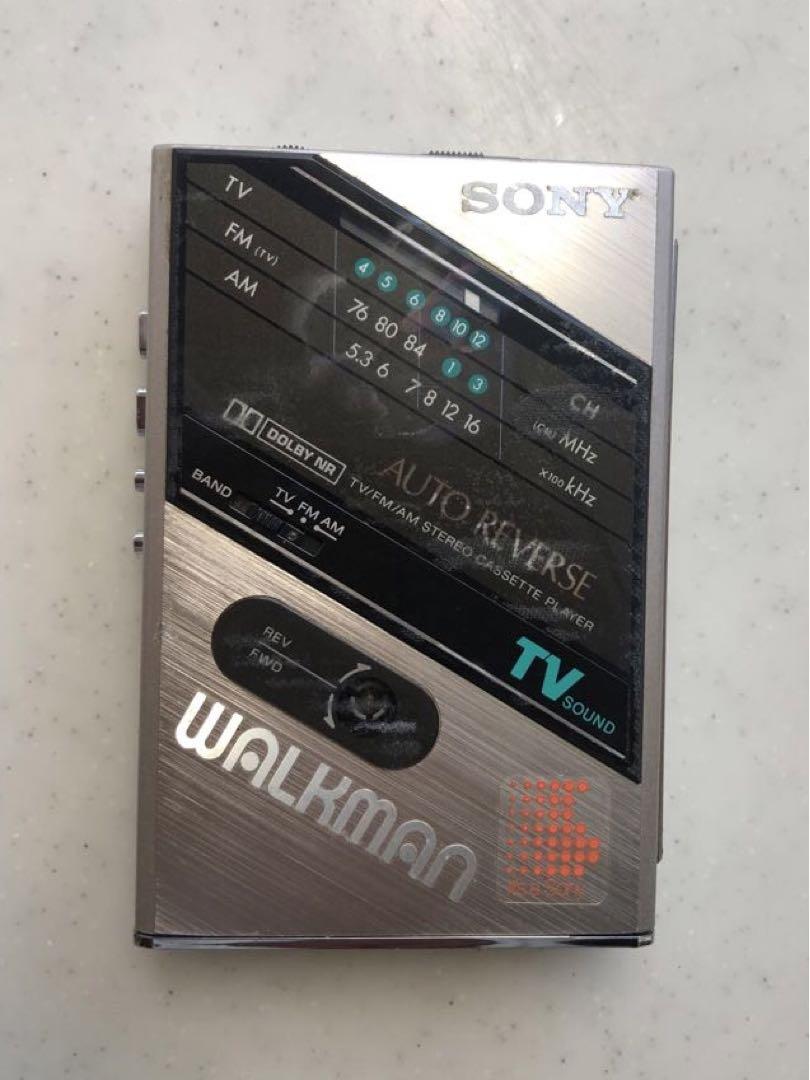 SONY
TV
4 5 6 8 10 12
CH
FM (TV)
76 80 84
1 3
(CH) MHz
AM
5.3 6 7 8 12 16
x100 kHz
DOLBY NR
AUTO REVERSE
TV/FM/AM STEREO CASSETTE PLAYER
BAND
TV FM AM
TV
SOUND
REV
FWD
WALKMAN
It's a Sony